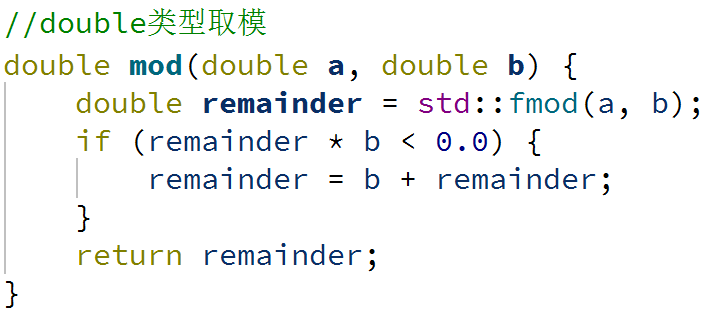 //double类型取模
double mod(double a, double b) {
    double remainder = std::fmod(a, b);
    if (remainder * b < 0.0) {
        remainder = b + remainder;
    }
    return remainder;
}